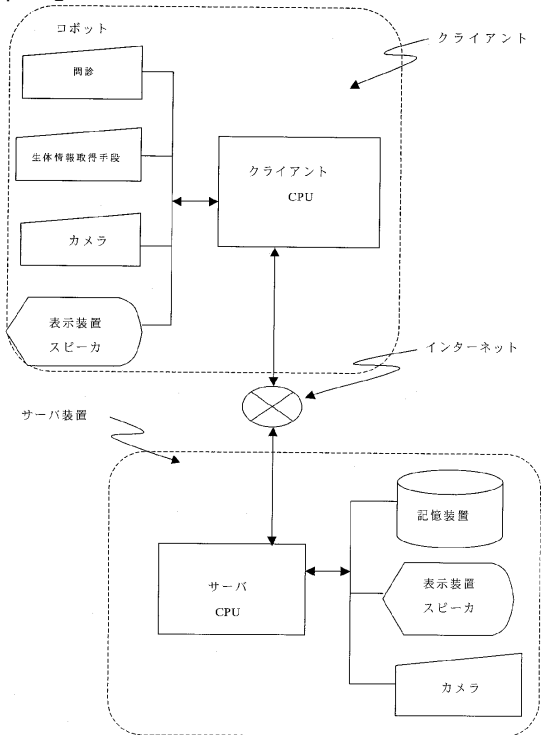 ロボット
クライアント
問診
生体情報取得手段
クライアント
CPU
カメラ
表示装置
スピーカ
インターネット
サーバ装置
記憶装置
サーバ
CPU
表示装置
スピーカ
カメラ